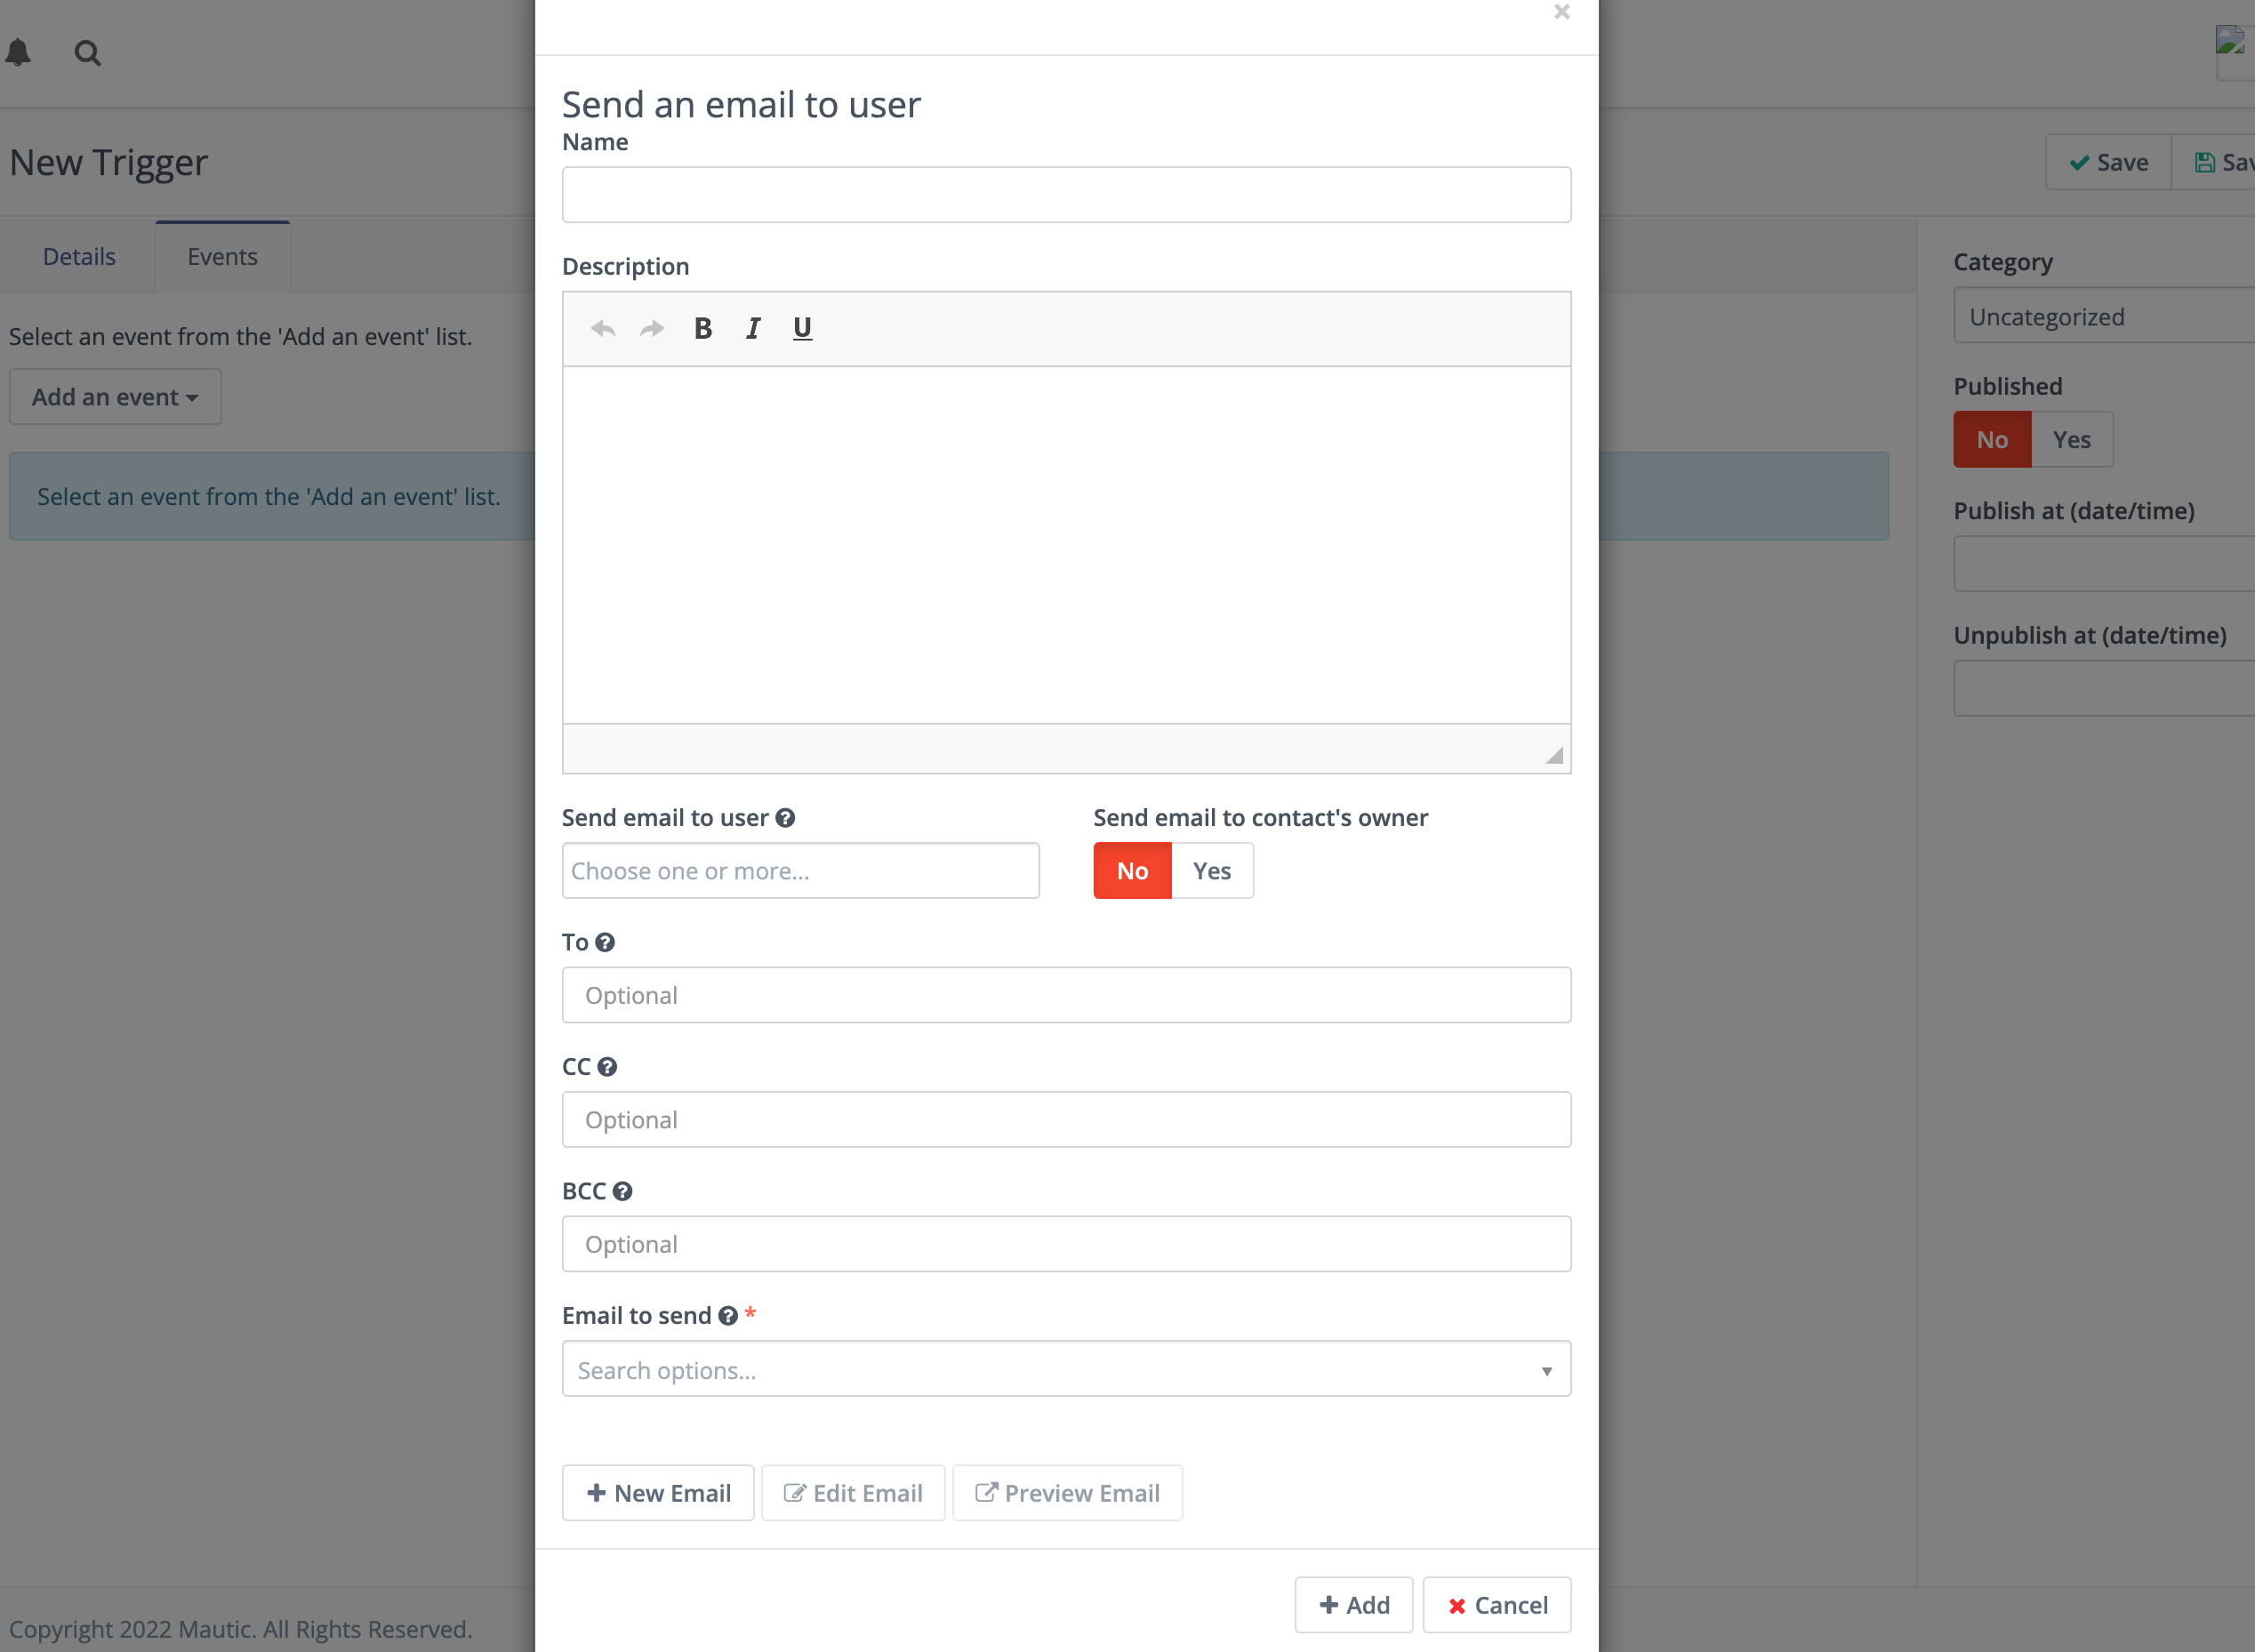 New Trigger
Save
Sav
Details
Events
Select an event from the 'Add an event' list.
Add an event
Select an event from the 'Add an event' list.
×
Send an email to user
Name
Description
B I U
Send email to user ?
Choose one or more...
Send email to contact's owner
No Yes
To ?
Optional
CC ?
Optional
BCC ?
Optional
Email to send ? *
Search options...
New Email
Edit Email
Preview Email
Add
Cancel
Category
Uncategorized
Published
No Yes
Publish at (date/time)
Unpublish at (date/time)
Copyright 2022 Mautic. All Rights Reserved.